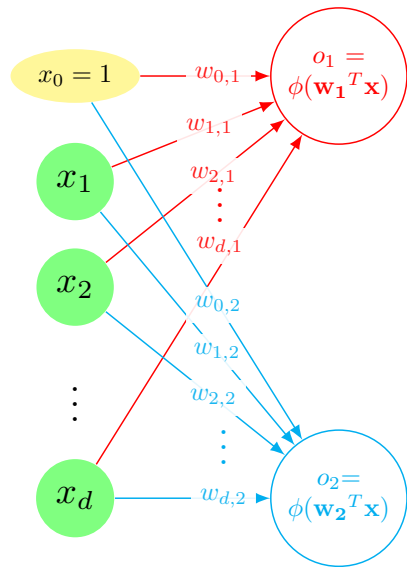 x_0 = 1
x_1
x_2
⋮
x_d
w_{0,1}
w_{1,1}
w_{2,1}
⋮
w_{d,1}
w_{0,2}
w_{1,2}
w_{2,2}
⋮
w_{d,2}
o_1 =
ϕ(𝐰_𝟏^T 𝐱)
o_2=
ϕ(𝐰_𝟐^T 𝐱)